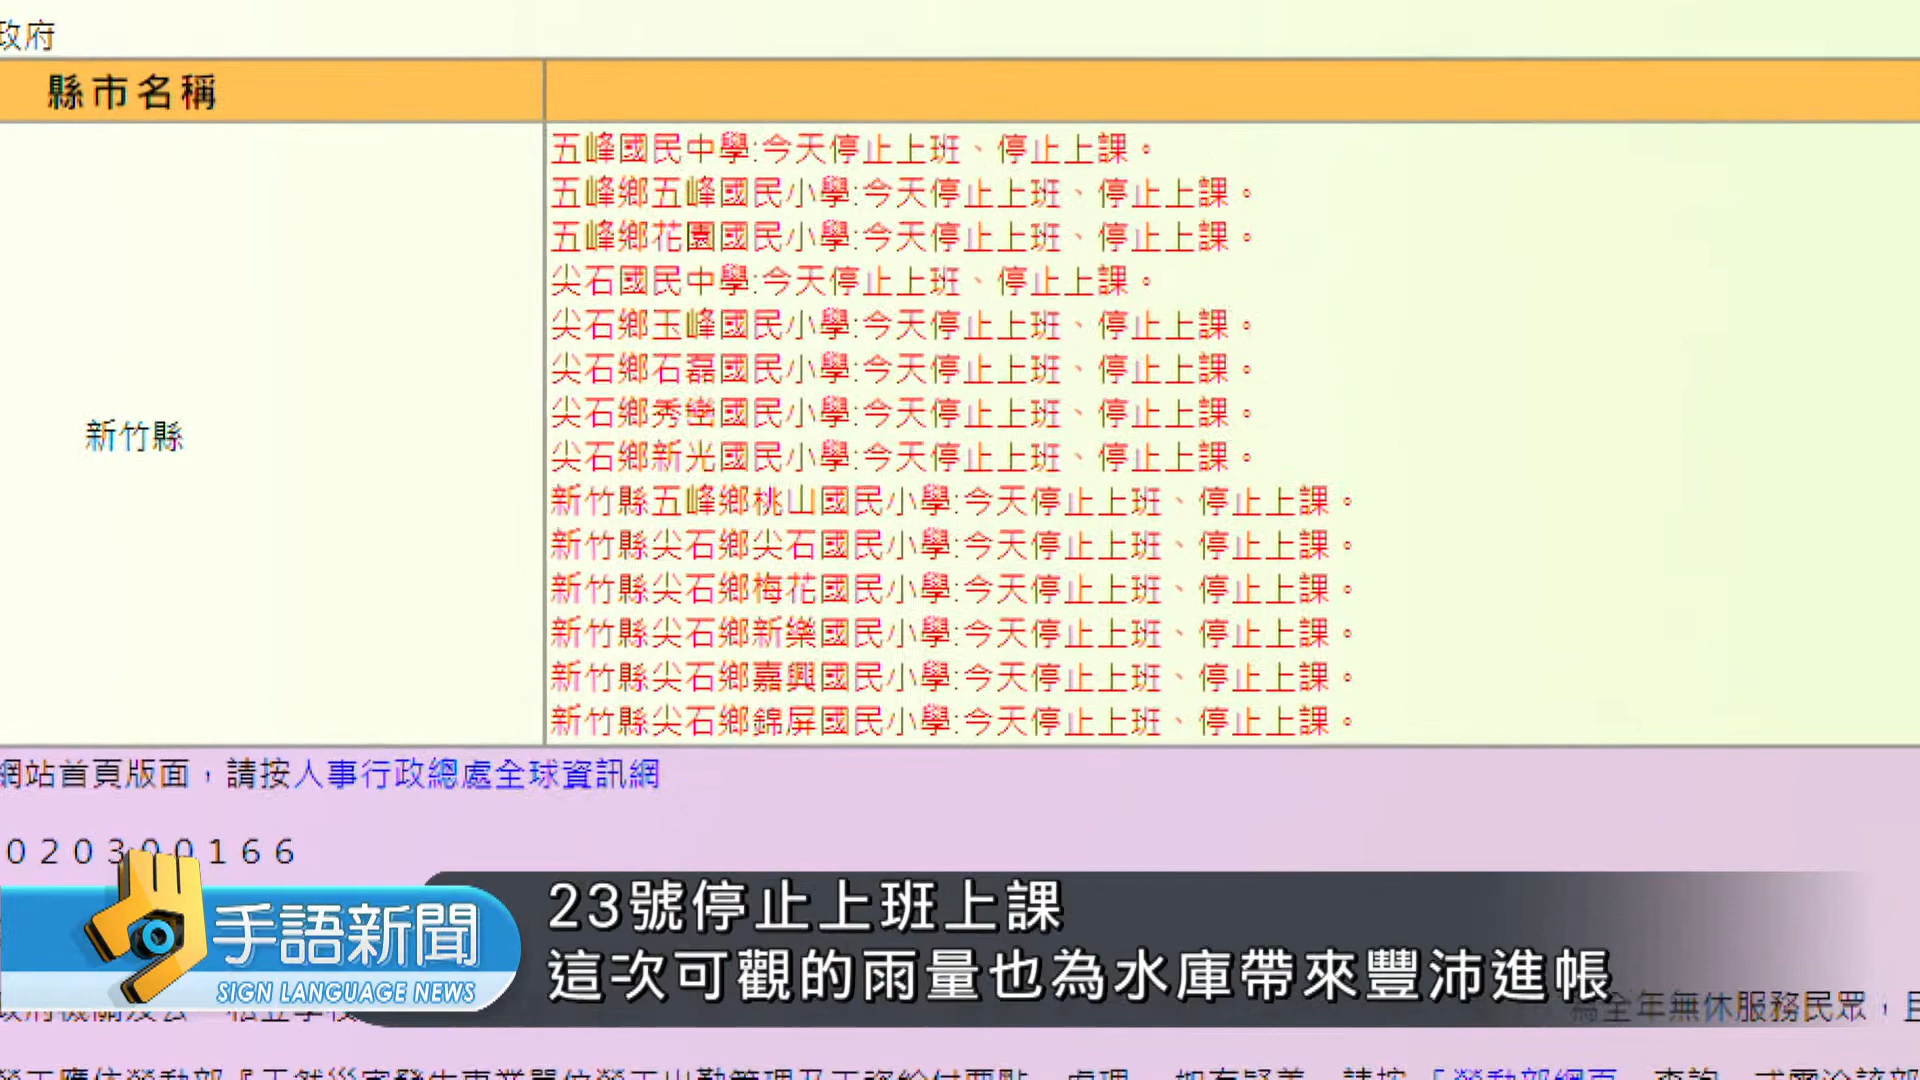 政府
縣市名稱
五峰國民中學:今天停止上班、停止上課。
五峰鄉五峰國民小學:今天停止上班、停止上課。
五峰鄉花園國民小學:今天停止上班、停止上課。
尖石國民中學:今天停止上班、停止上課。
尖石鄉玉峰國民小學:今天停止上班、停止上課。
尖石鄉石磊國民小學:今天停止上班、停止上課。
尖石鄉秀巒國民小學:今天停止上班、停止上課。
新竹縣
尖石鄉新光國民小學:今天停止上班、停止上課。
新竹縣五峰鄉桃山國民小學:今天停止上班、停止上課。
新竹縣尖石鄉尖石國民小學:今天停止上班、停止上課。
新竹縣尖石鄉梅花國民小學:今天停止上班、停止上課。
新竹縣尖石鄉新樂國民小學:今天停止上班、停止上課。
新竹縣尖石鄉嘉興國民小學:今天停止上班、停止上課。
新竹縣尖石鄉錦屏國民小學:今天停止上班、停止上課。
網站首頁版面，請按人事行政總處全球資訊網
020300166
手語新聞
SIGN LANGUAGE NEWS
23號停止上班上課
這次可觀的雨量也為水庫帶來豐沛進帳
為全年無休服務民眾，且